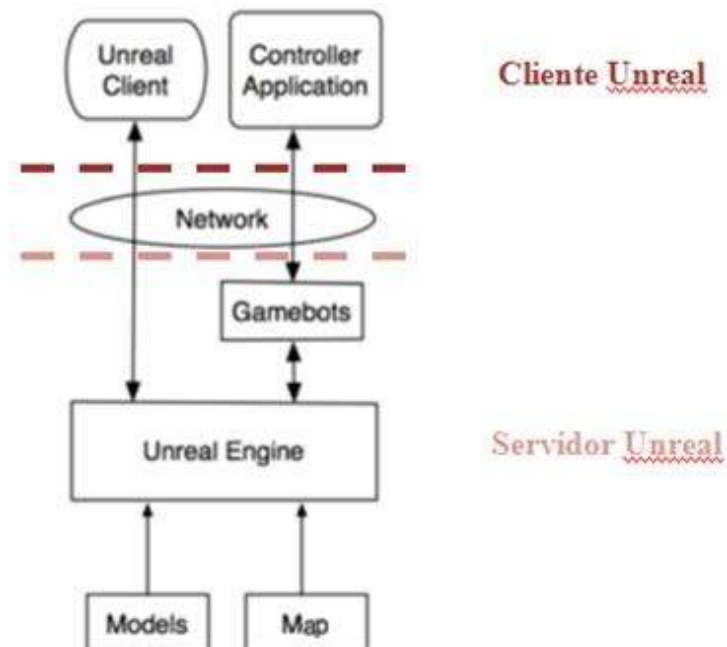 Unreal
Client
Controller
Application
Cliente Unreal
Network
Gamebots
Unreal Engine
Servidor Unreal
Models
Map